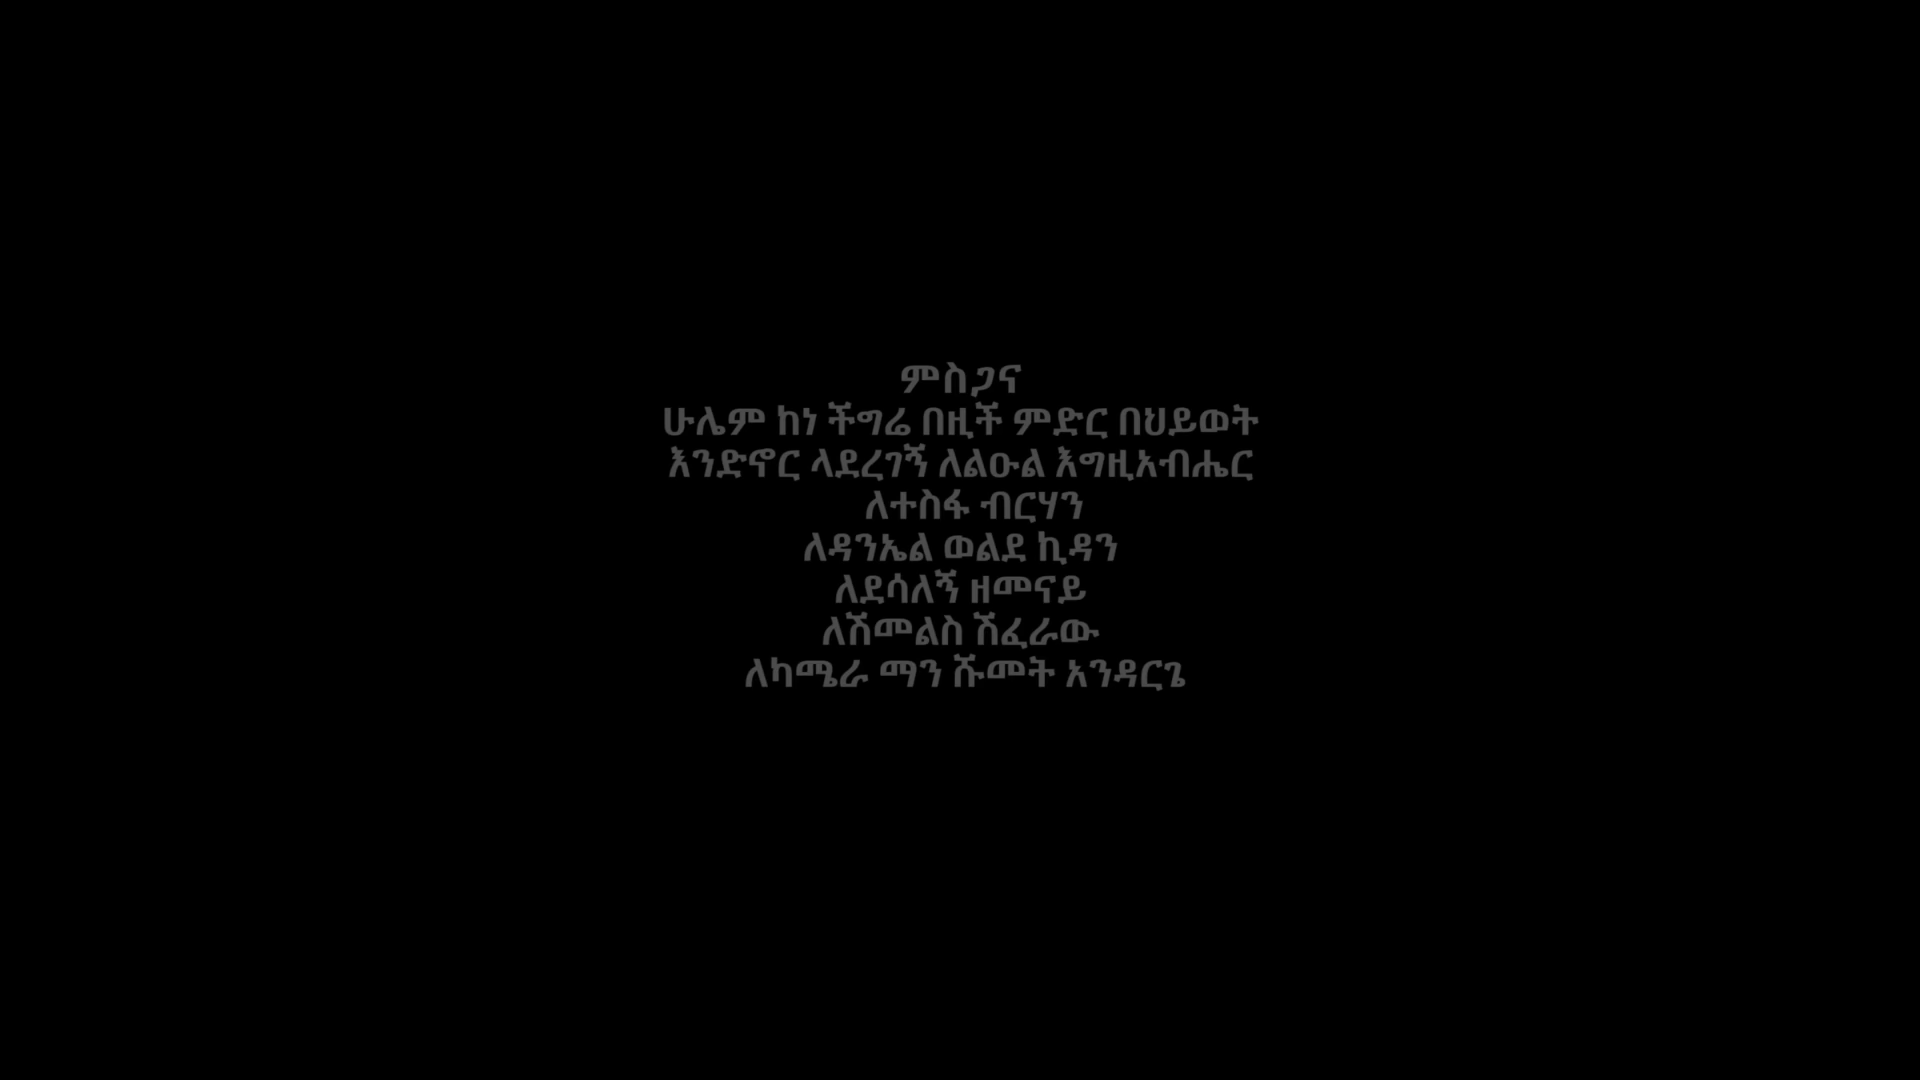 ምስጋና
ሁሌም ከነ ችግሬ በዚች ምድር በህይወት
እንድኖር ላደረገኝ ለልዑል እግዚአብሔር
ለተስፋ ብርሃን
ለዳንኤል ወልደ ኪዳን
ለደሳለኝ ዘመናይ
ለሽመልስ ሽፈራው
ለካሜራ ማን ሹመት አንዳርጌ